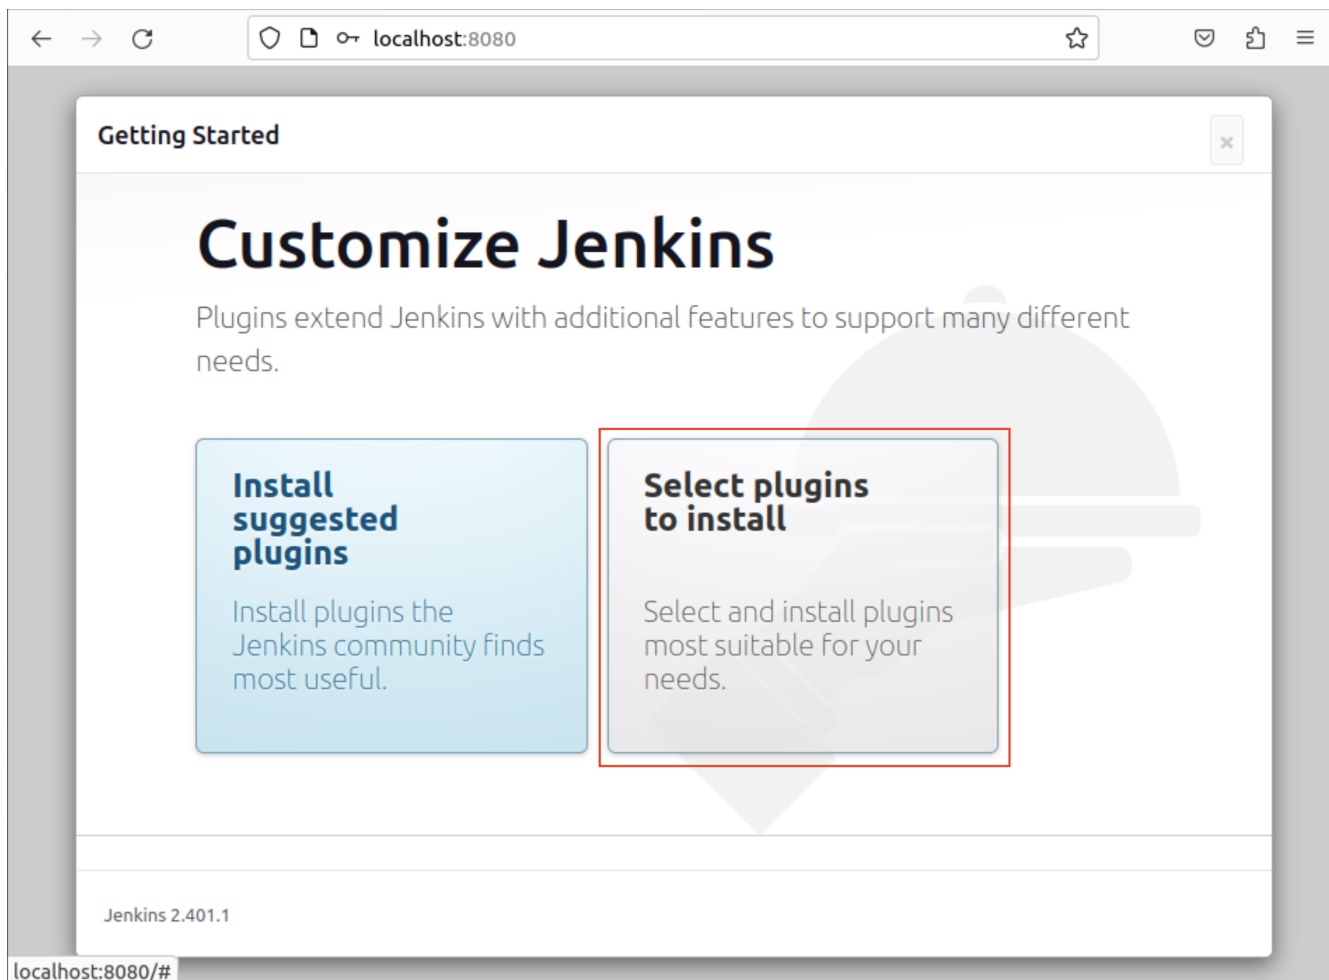 localhost:8080
Getting Started
×
Customize Jenkins
Plugins extend Jenkins with additional features to support many different
needs.
Install
suggested
plugins
Install plugins the
Jenkins community finds
most useful.
Select plugins
to install
Select and install plugins
most suitable for your
needs.
Jenkins 2.401.1
localhost:8080/#